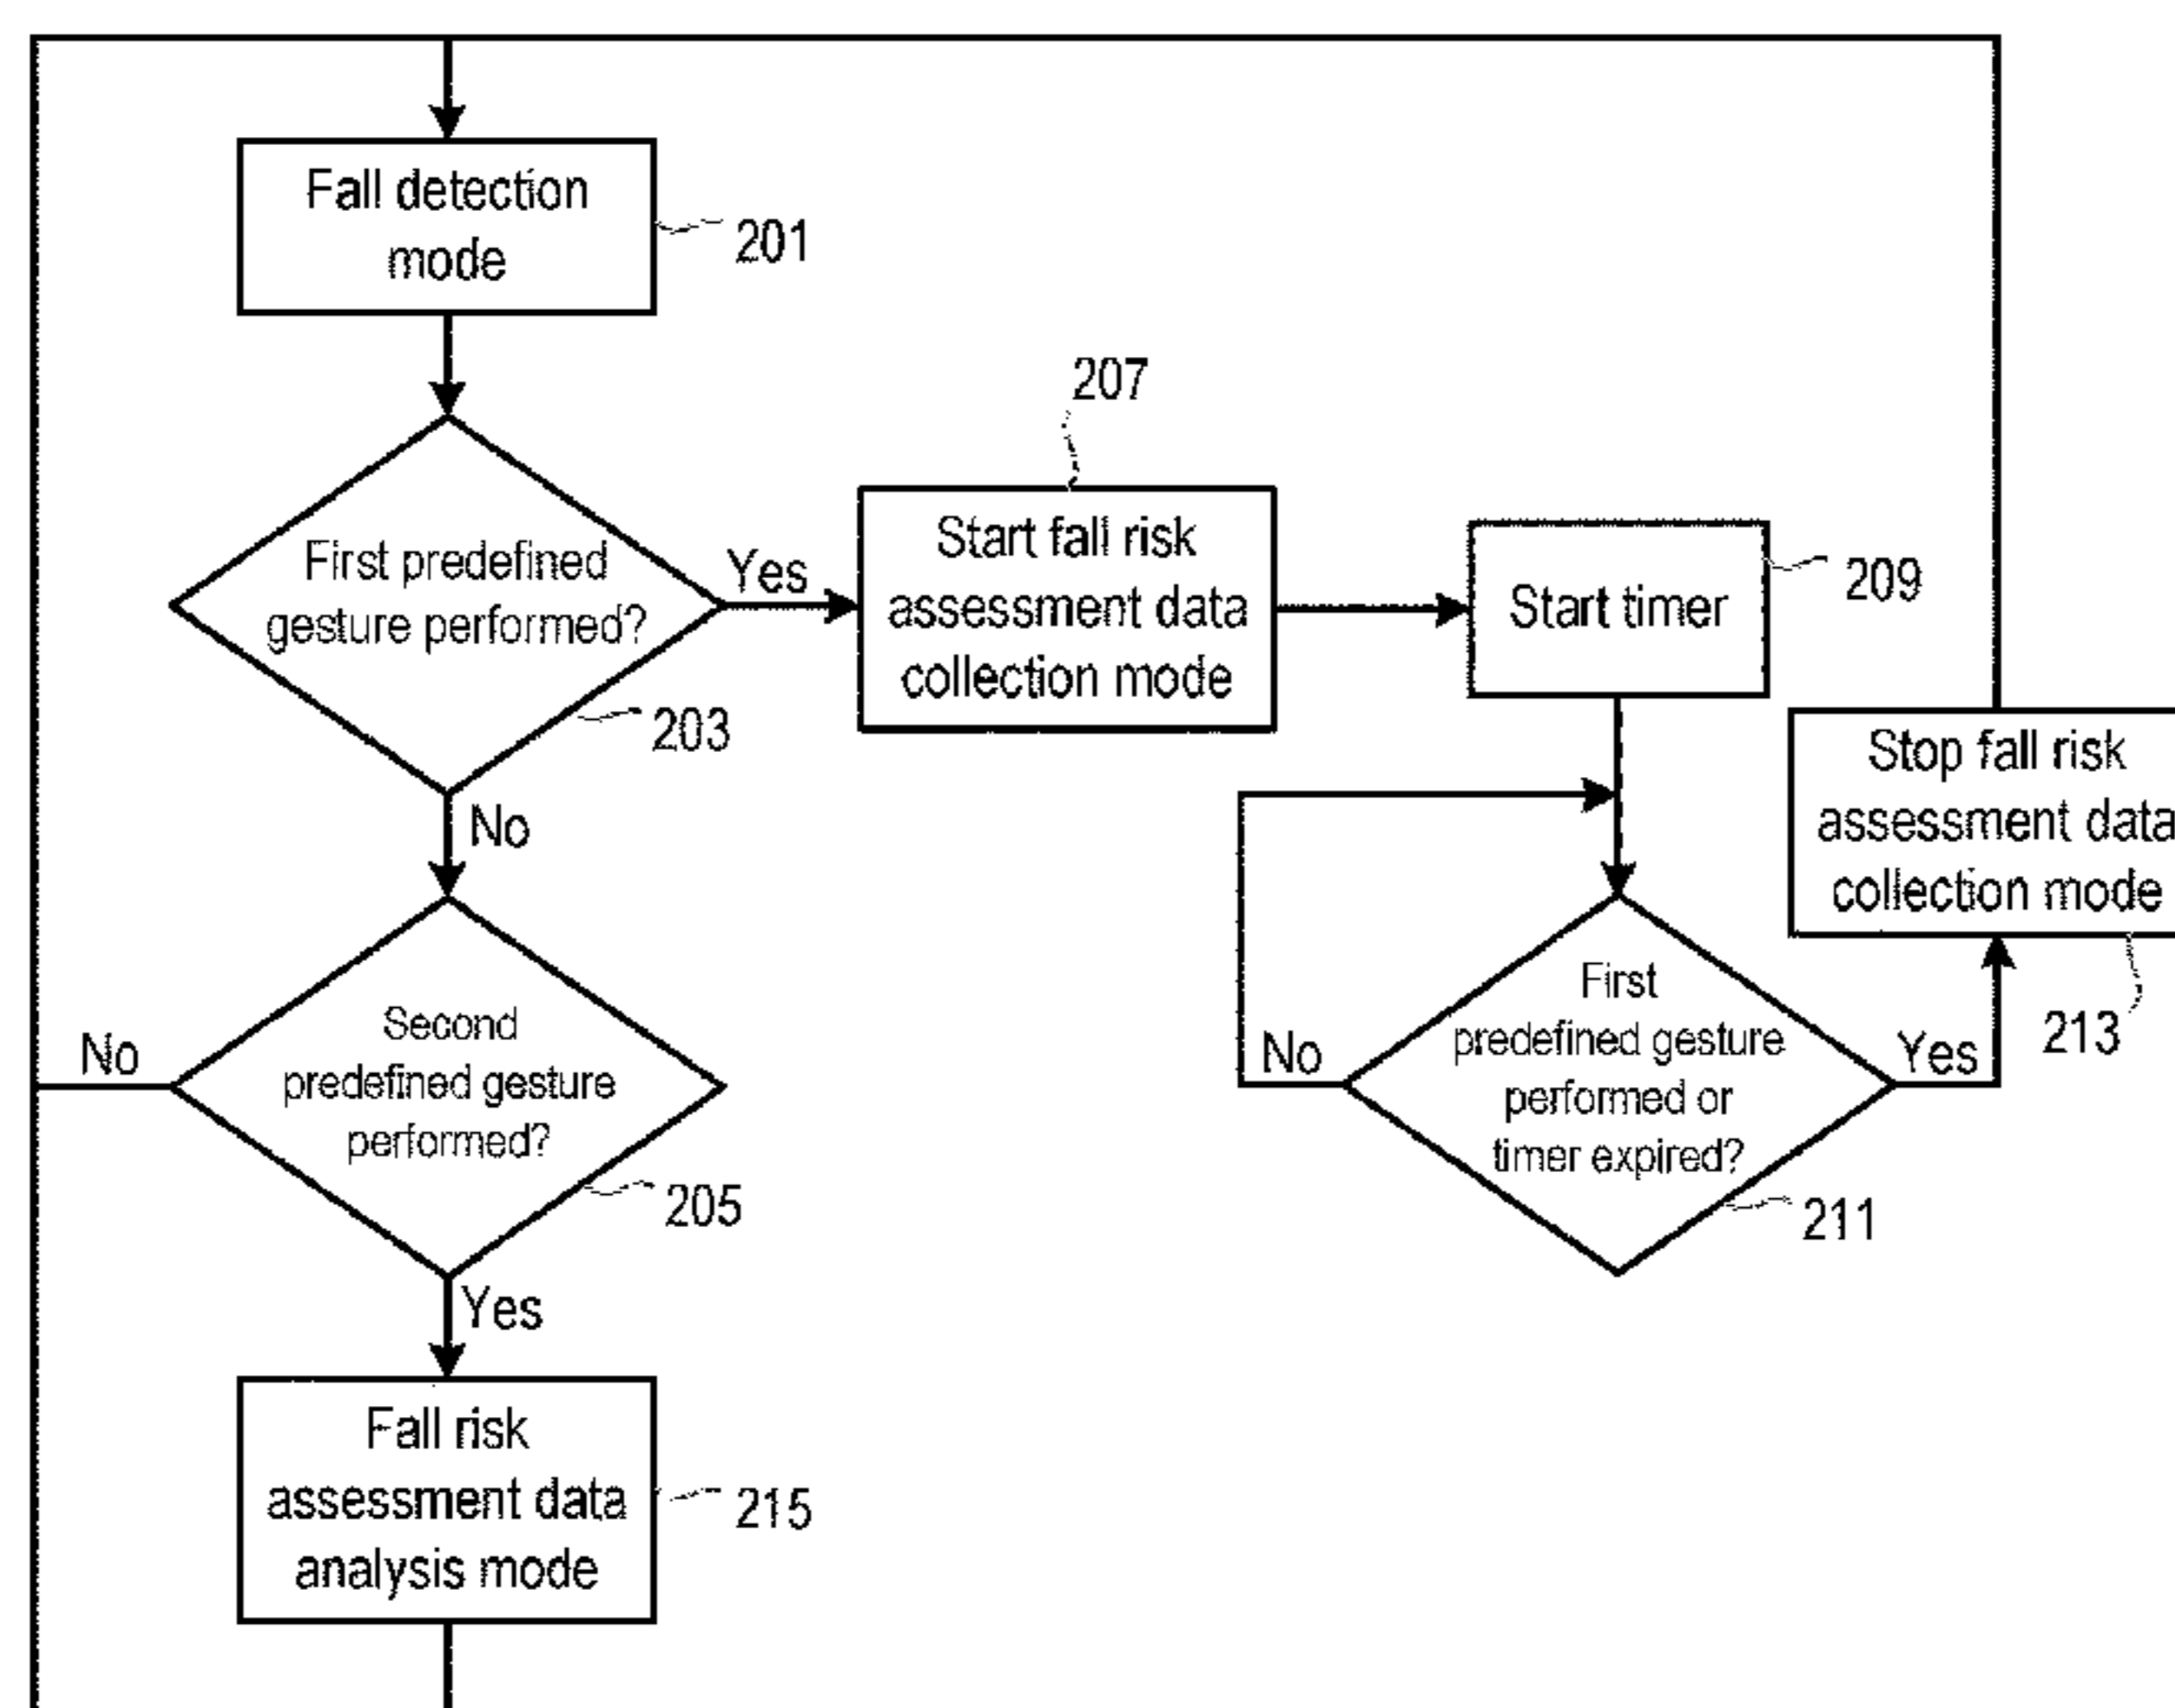 Fall detection
mode
201
First predefined
gesture performed?
203
Yes
No
207
Start fall risk
assessment data
collection mode
Start timer
209
Stop fall risk
assessment data
collection mode
213
First
predefined gesture
performed or
timer expired?
211
No
Yes
Second
predefined gesture
performed?
205
No
Yes
Fall risk
assessment data
analysis mode
215